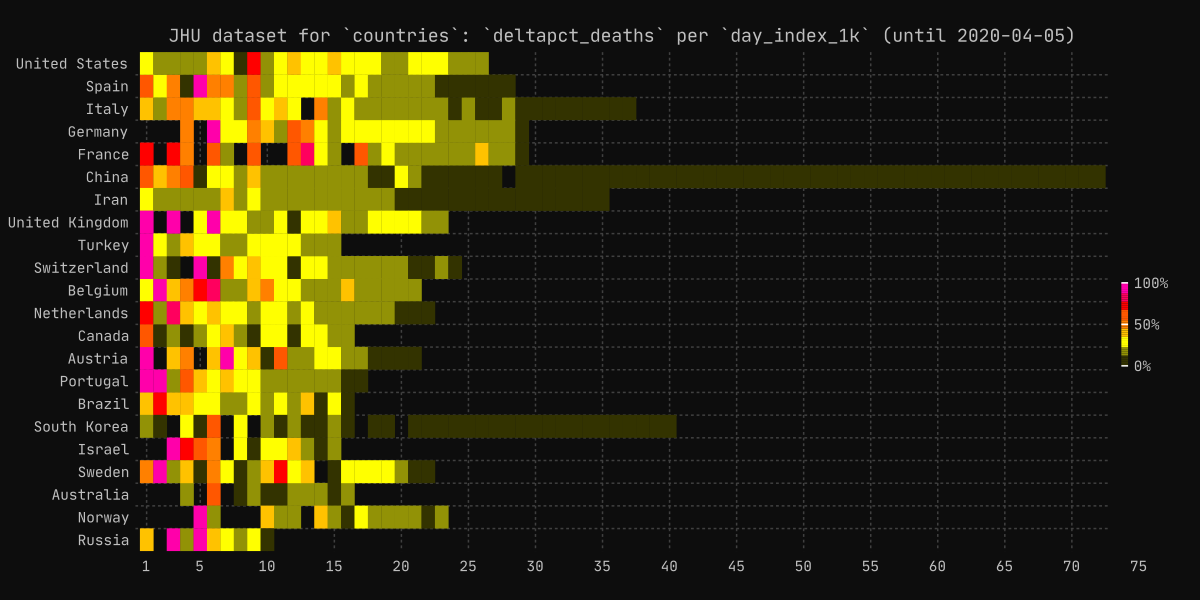 JHU dataset for `countries`: `deltapct_deaths` per `day_index_1k` (until 2020-04-05)
United States
Spain
Italy
Germany
France
China
Iran
United Kingdom
Turkey
Switzerland
Belgium
Netherlands
Canada
Austria
Portugal
Brazil
South Korea
Israel
Sweden
Australia
Norway
Russia
100%
50%
0%
1 5 10 15 20 25 30 35 40 45 50 55 60 65 70 75